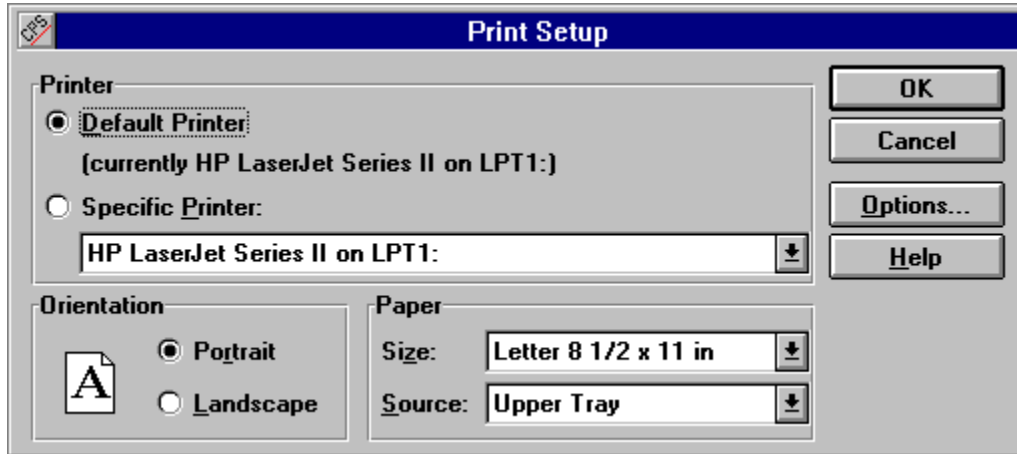 CPS
Print Setup
Printer
Default Printer
(currently HP LaserJet Series II on LPT1:)
Specific Printer:
HP LaserJet Series II on LPT1:
OK
Cancel
Options...
Help
Orientation
A
Portrait
Landscape
Paper
Size: Letter 8 1/2 x 11 in
Source: Upper Tray